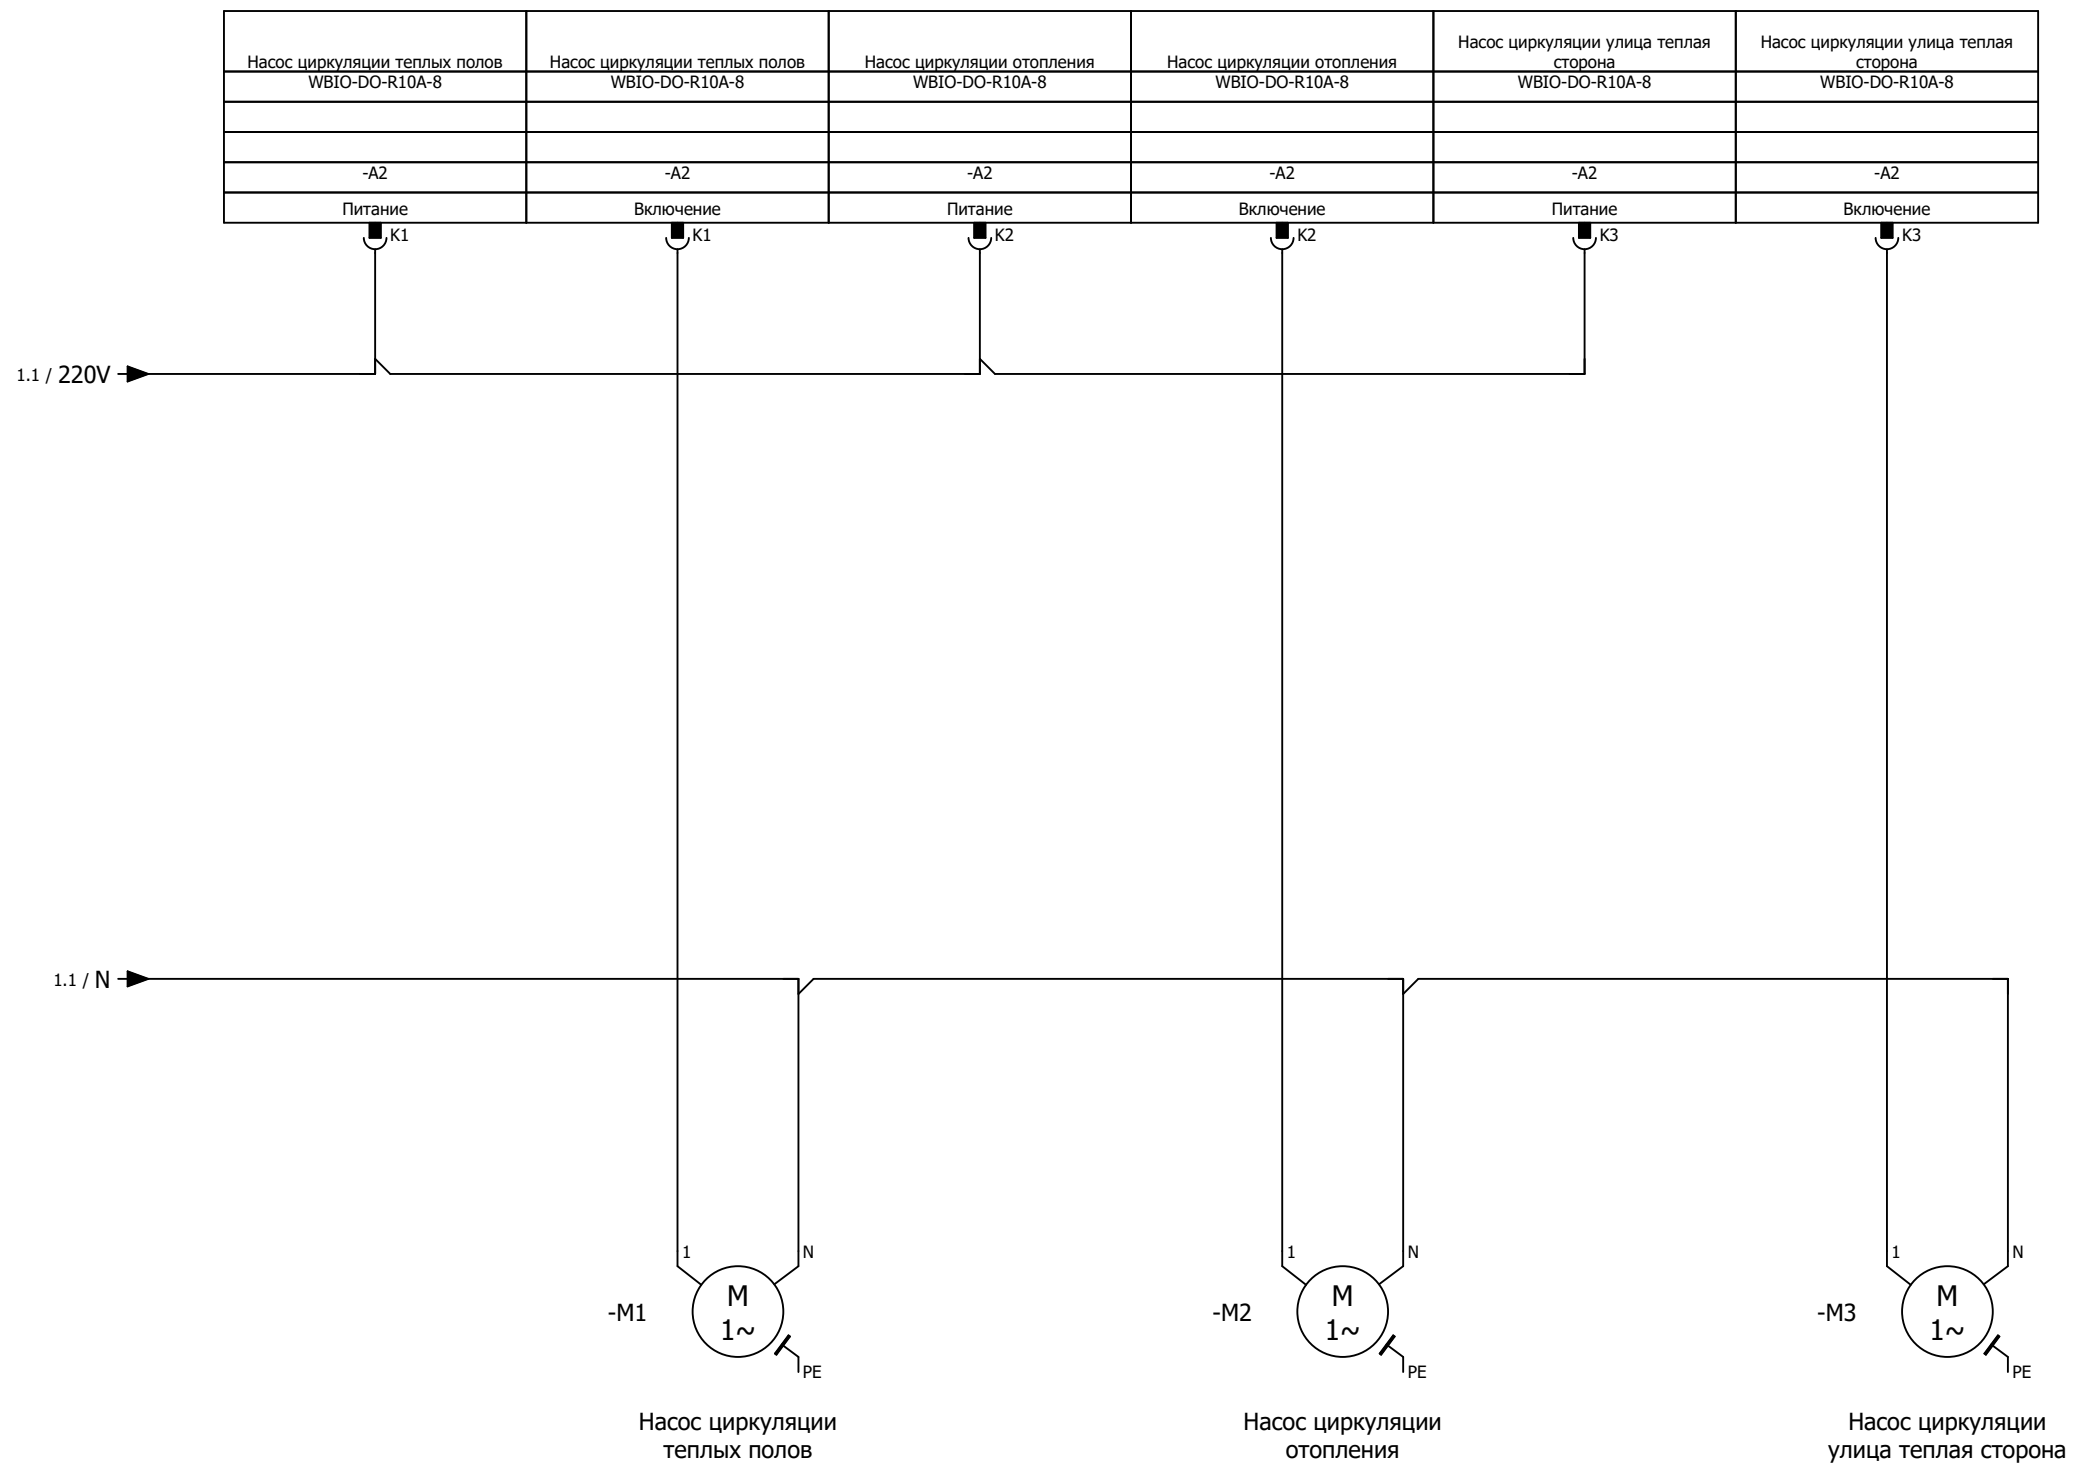 Насос циркуляции теплых полов
Насос циркуляции теплых полов
Насос циркуляции отопления
Насос циркуляции отопления
Насос циркуляции улица теплая
сторона
Насос циркуляции улица теплая
сторона
WBIO-DO-R10A-8
WBIO-DO-R10A-8
WBIO-DO-R10A-8
WBIO-DO-R10A-8
WBIO-DO-R10A-8
WBIO-DO-R10A-8
-A2
-A2
-A2
-A2
-A2
-A2
Питание
Включение
Питание
Включение
Питание
Включение
K1
K1
K2
K2
K3
K3
1.1 / 220V
1.1 / N
1
N
1
N
1
N
-M1
M
1~
PE
-M2
M
1~
PE
-M3
M
1~
PE
Насос циркуляции
теплых полов
Насос циркуляции
отопления
Насос циркуляции
улица теплая сторона